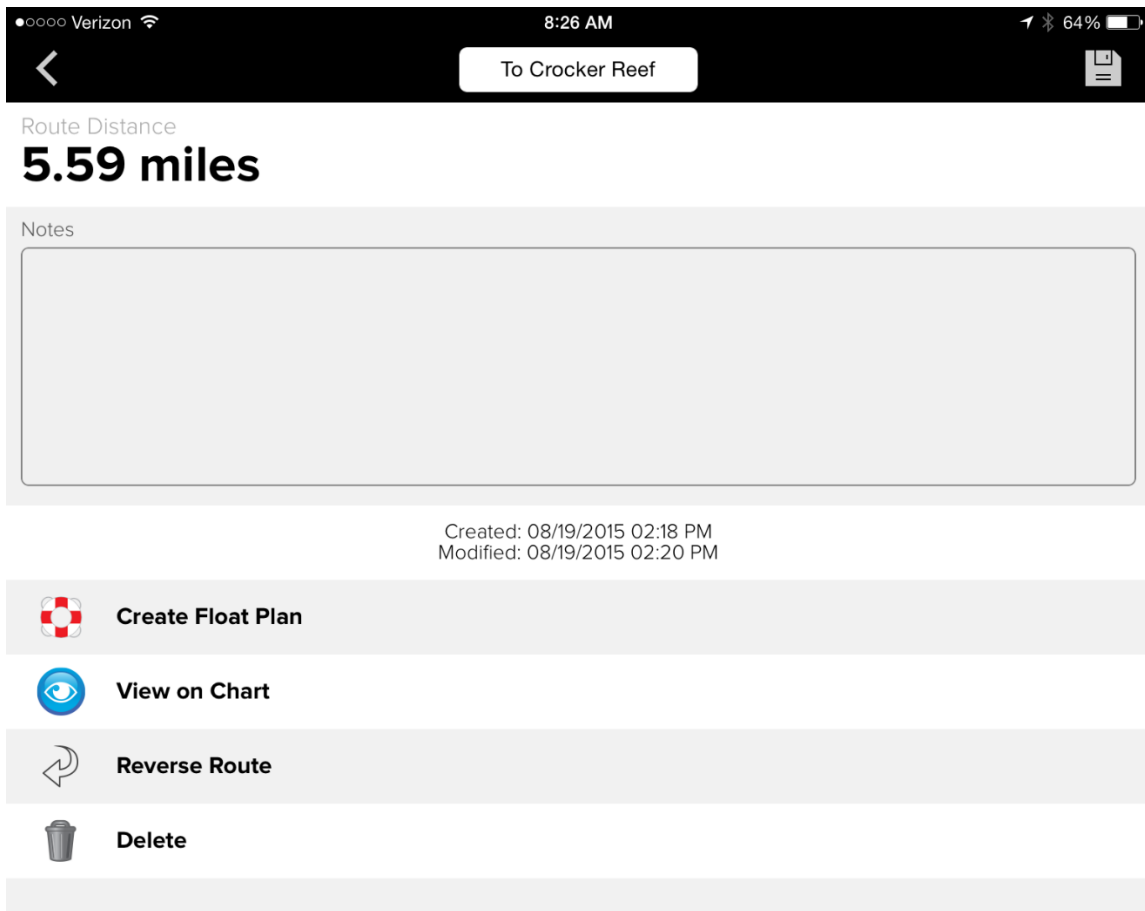 Verizon 8:26 AM 64%
To Crocker Reef
Route Distance
5.59 miles
Notes
Created: 08/19/2015 02:18 PM
Modified: 08/19/2015 02:20 PM
Create Float Plan
View on Chart
Reverse Route
Delete